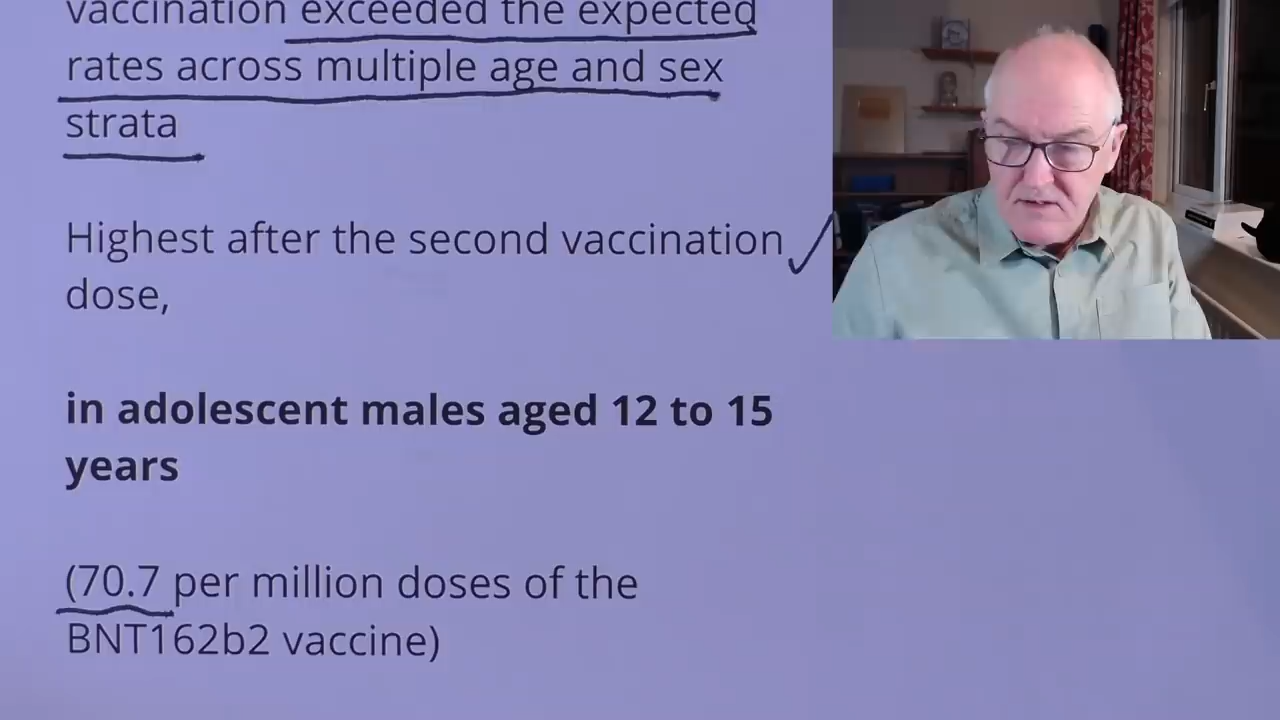 vaccination exceeded the expected
rates across multiple age and sex
strata
Highest after the second vaccination
dose,
in adolescent males aged 12 to 15
years
(70.7 per million doses of the
BNT162b2 vaccine)